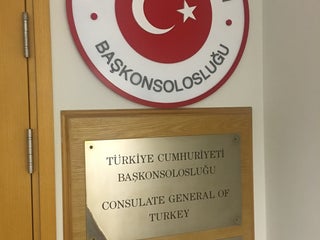 BAŞKONSOLOSLUĞU
TÜRKİYE CUMHURİYETİ
BAŞKONSOLOSLUĞU
CONSULATE GENERAL OF
TURKEY